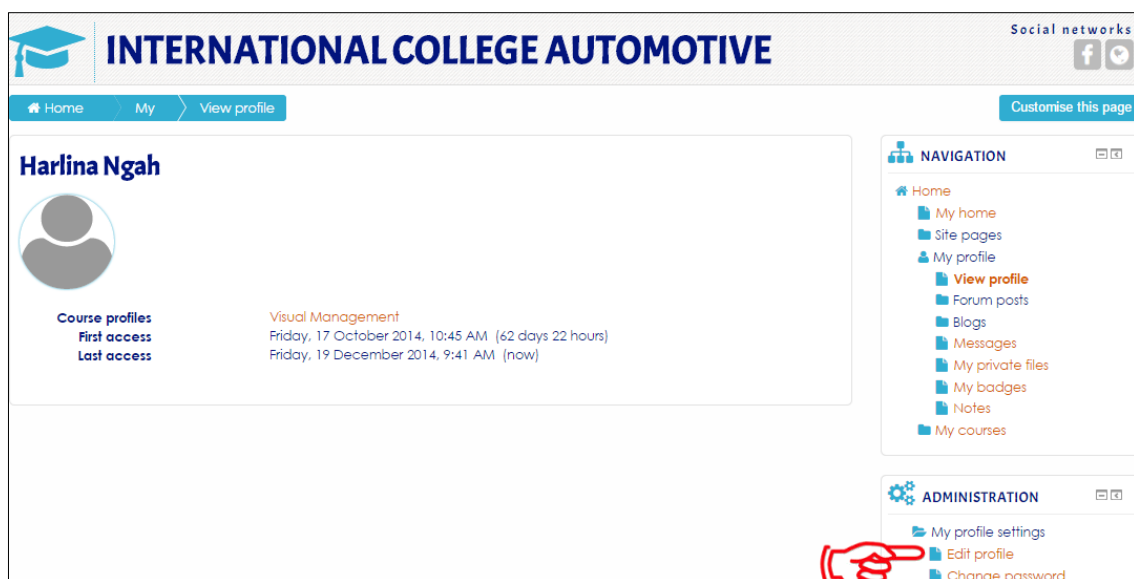 INTERNATIONAL COLLEGE AUTOMOTIVE
Social networks
Home My View profile
Customise this page
Harlina Ngah
Course profiles Visual Management
First access Friday, 17 October 2014, 10:45 AM (62 days 22 hours)
Last access Friday, 19 December 2014, 9:41 AM (now)
NAVIGATION
Home
My home
Site pages
My profile
View profile
Forum posts
Blogs
Messages
My private files
My badges
Notes
My courses
ADMINISTRATION
My profile settings
Edit profile
Change password